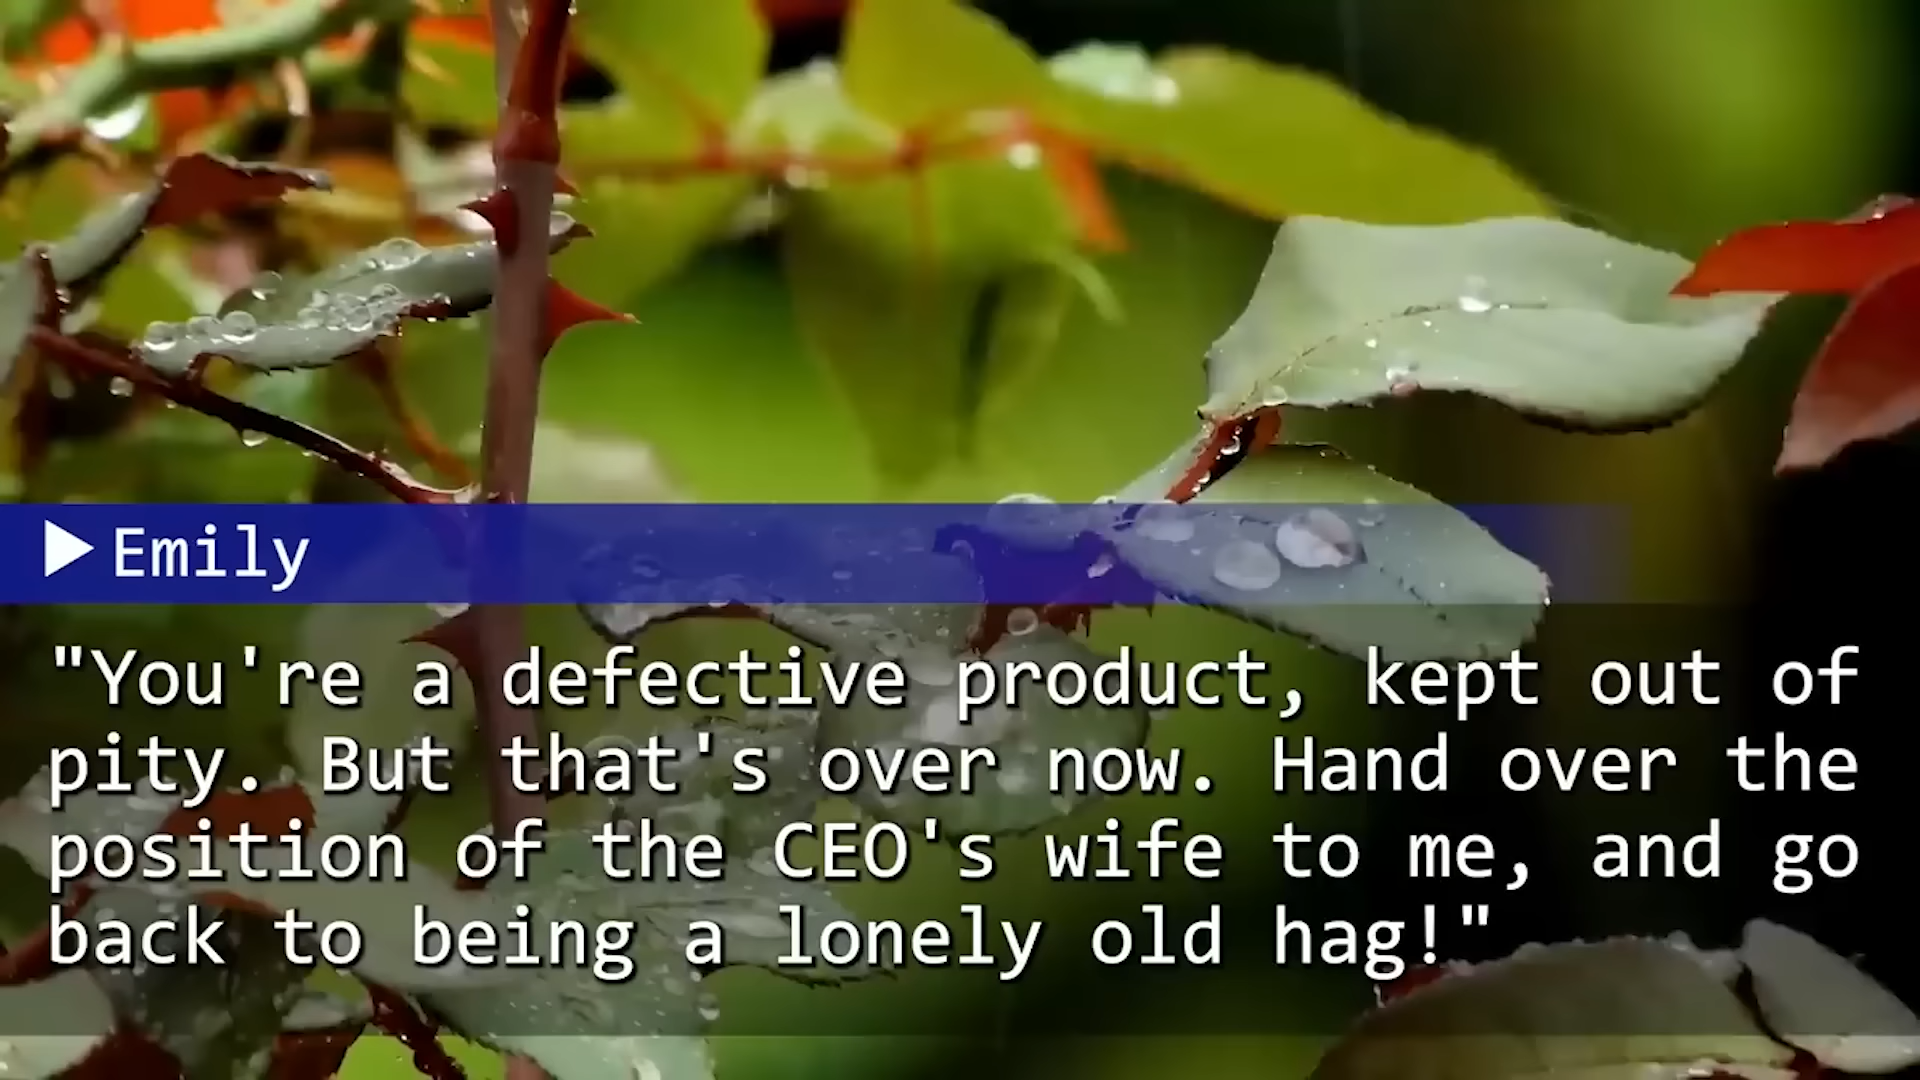 ▶Emily
"You're a defective product, kept out of
pity. But that's over now. Hand over the
position of the CEO's wife to me, and go
back to being a lonely old hag!"